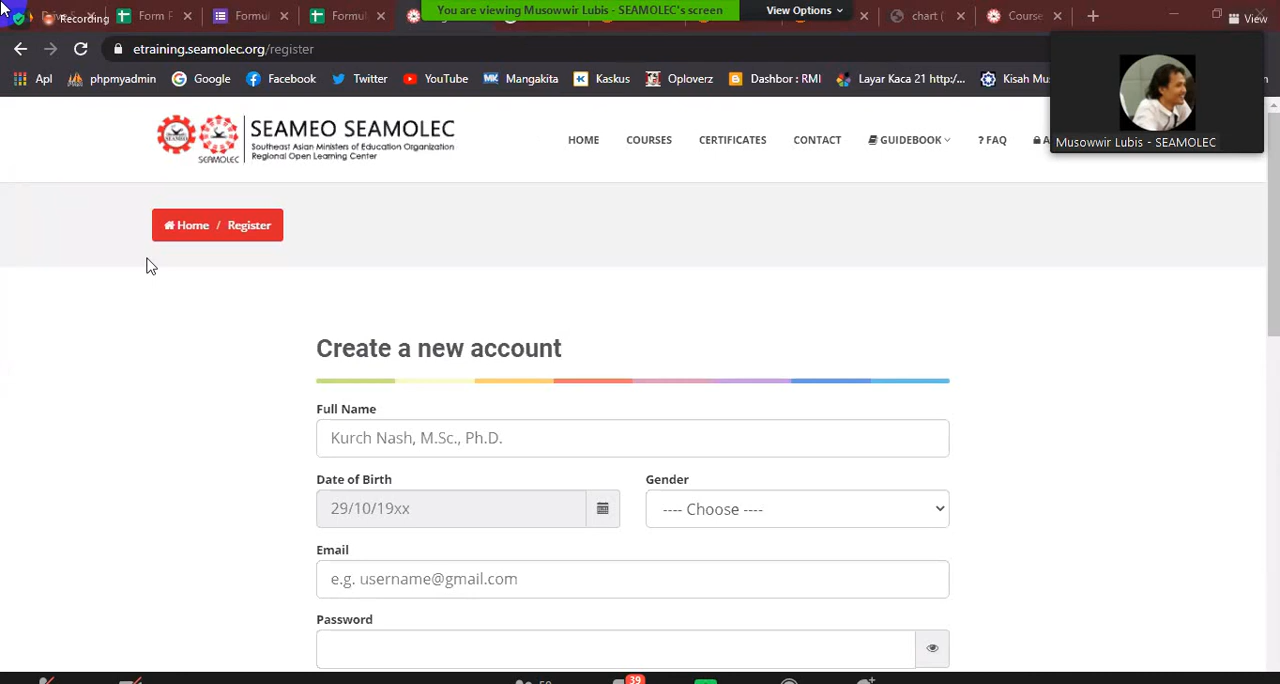 Recording
Form
Formul
Formul
You are viewing Musowwir Lubis - SEAMOLEC's screen
View Options
chart (
Course
View
etraining.seamolec.org/register
Apl
phpmyadmin
Google
Facebook
Twitter
YouTube
Mangakita
Kaskus
Oploverz
Dashbor : RMI
Layar Kaca 21 http:/...
Kisah Mu
Musowwir Lubis - SEAMOLEC
SEAMEO SEAMOLEC
Southeast Asian Ministers of Education Organization
Regional Open Learning Center
SEAMOLEC
HOME
COURSES
CERTIFICATES
CONTACT
GUIDEBOOK
? FAQ
Home / Register
Create a new account
Full Name
Kurch Nash, M.Sc., Ph.D.
Date of Birth
Gender
29/10/19xx
---- Choose ----
Email
e.g. username@gmail.com
Password
39